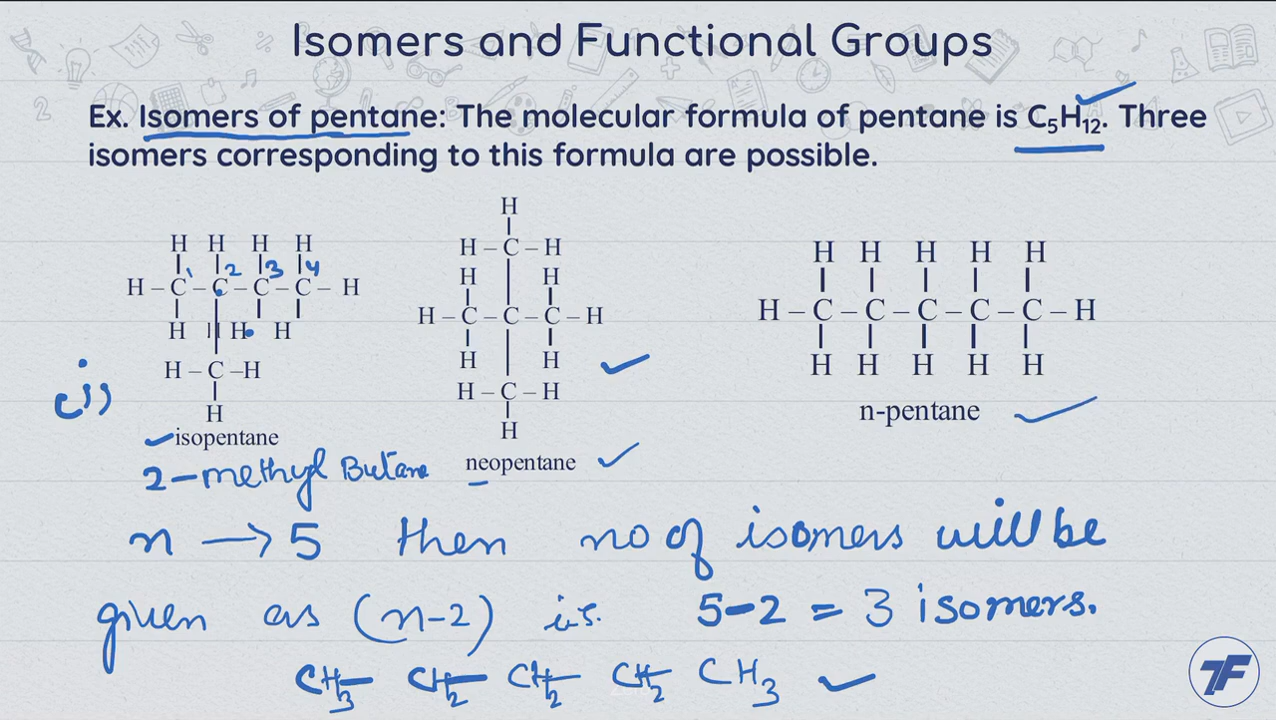 Isomers and Functional Groups
Ex. Isomers of pentane: The molecular formula of pentane is C₅H₁₂. Three
isomers corresponding to this formula are possible.
H
H H H H
H – C – H
H H H H H
1 2 3 4
H H
H – C – C – C – C – H
H – C – C – C – H
H – C – C – C – C – C – H
H H H H
H H
H H H H H
H – C – H
H – C – H
n-pentane
H
H
isopentane
neopentane
2-methyl Butane
n → 5 then no of isomers will be
given as (n-2) i.e. 5-2 = 3 isomers.
CH₃– CH₂– CH₂– CH₂– CH₃
7F